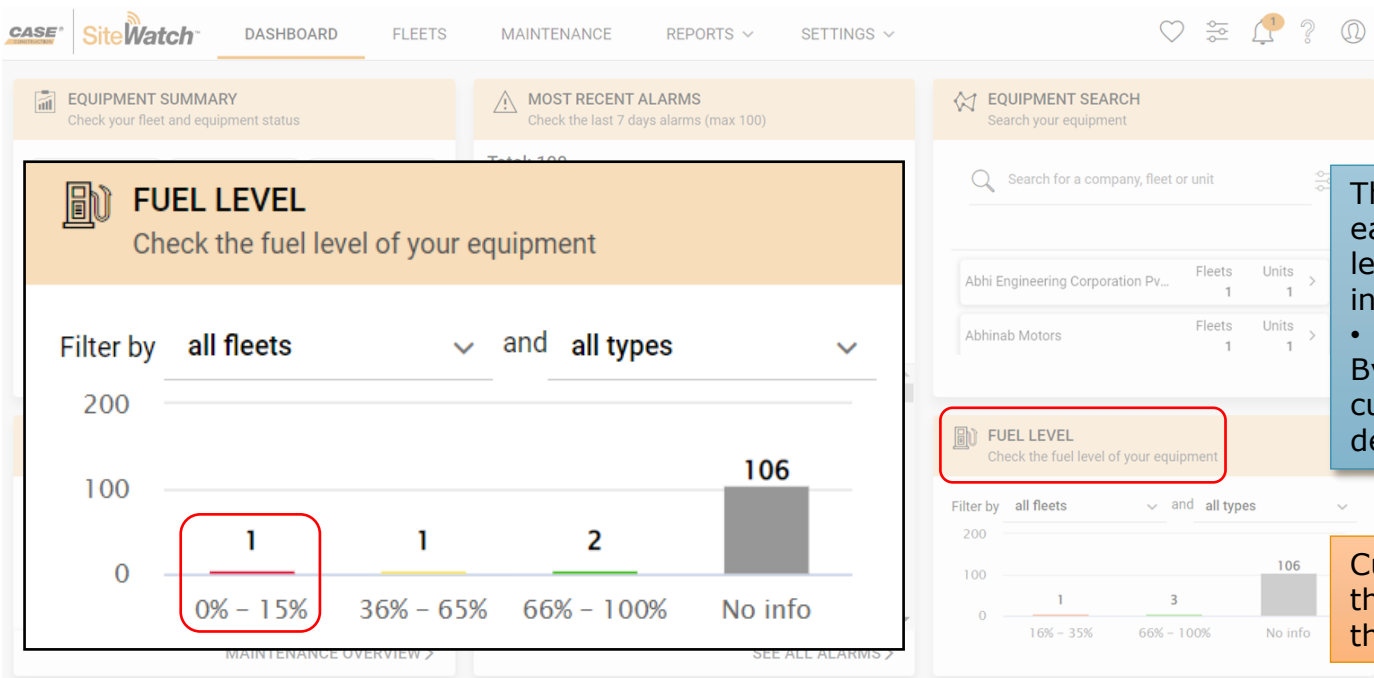 CASE
CONSTRUCTION
SiteWatch
DASHBOARD
FLEETS
MAINTENANCE
REPORTS
SETTINGS
1
EQUIPMENT SUMMARY
Check your fleet and equipment status
MOST RECENT ALARMS
Check the last 7 days alarms (max 100)
EQUIPMENT SEARCH
Search your equipment
Total: 100
FUEL LEVEL
Check the fuel level of your equipment
Filter by all fleets and all types
200
100
0
1
1
2
106
0% – 15%
36% – 65%
66% – 100%
No info
MAINTENANCE OVERVIEW
SEE ALL ALARMS
Search for a company, fleet or unit
Abhi Engineering Corporation Pv...
Fleets
1
Units
1
Abhinab Motors
Fleets
1
Units
1
FUEL LEVEL
Check the fuel level of your equipment
Filter by all fleets and all types
200
100
0
1
3
106
16% – 35%
66% – 100%
No info
•